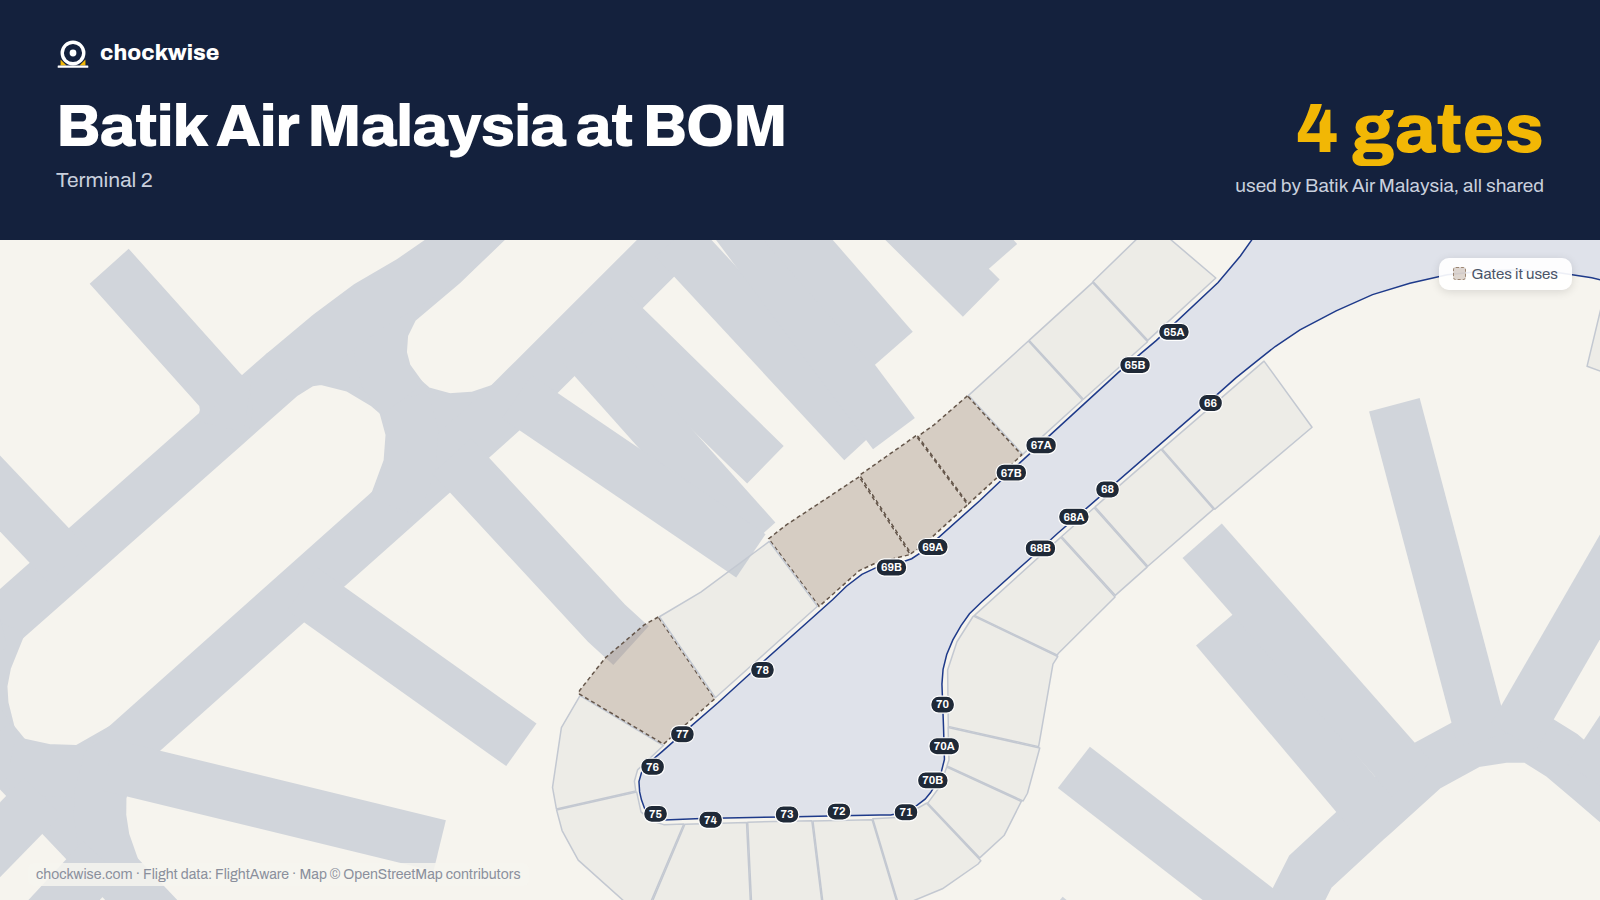 chockwise
Batik Air Malaysia at BOM
Terminal 2
4 gates
used by Batik Air Malaysia, all shared
Gates it uses
65A
65B
66
67A
67B
68
68A
69A
68B
69B
78
70
77
70A
76
70B
75
74
73
72
71
chockwise.com · Flight data: FlightAware · Map © OpenStreetMap contributors